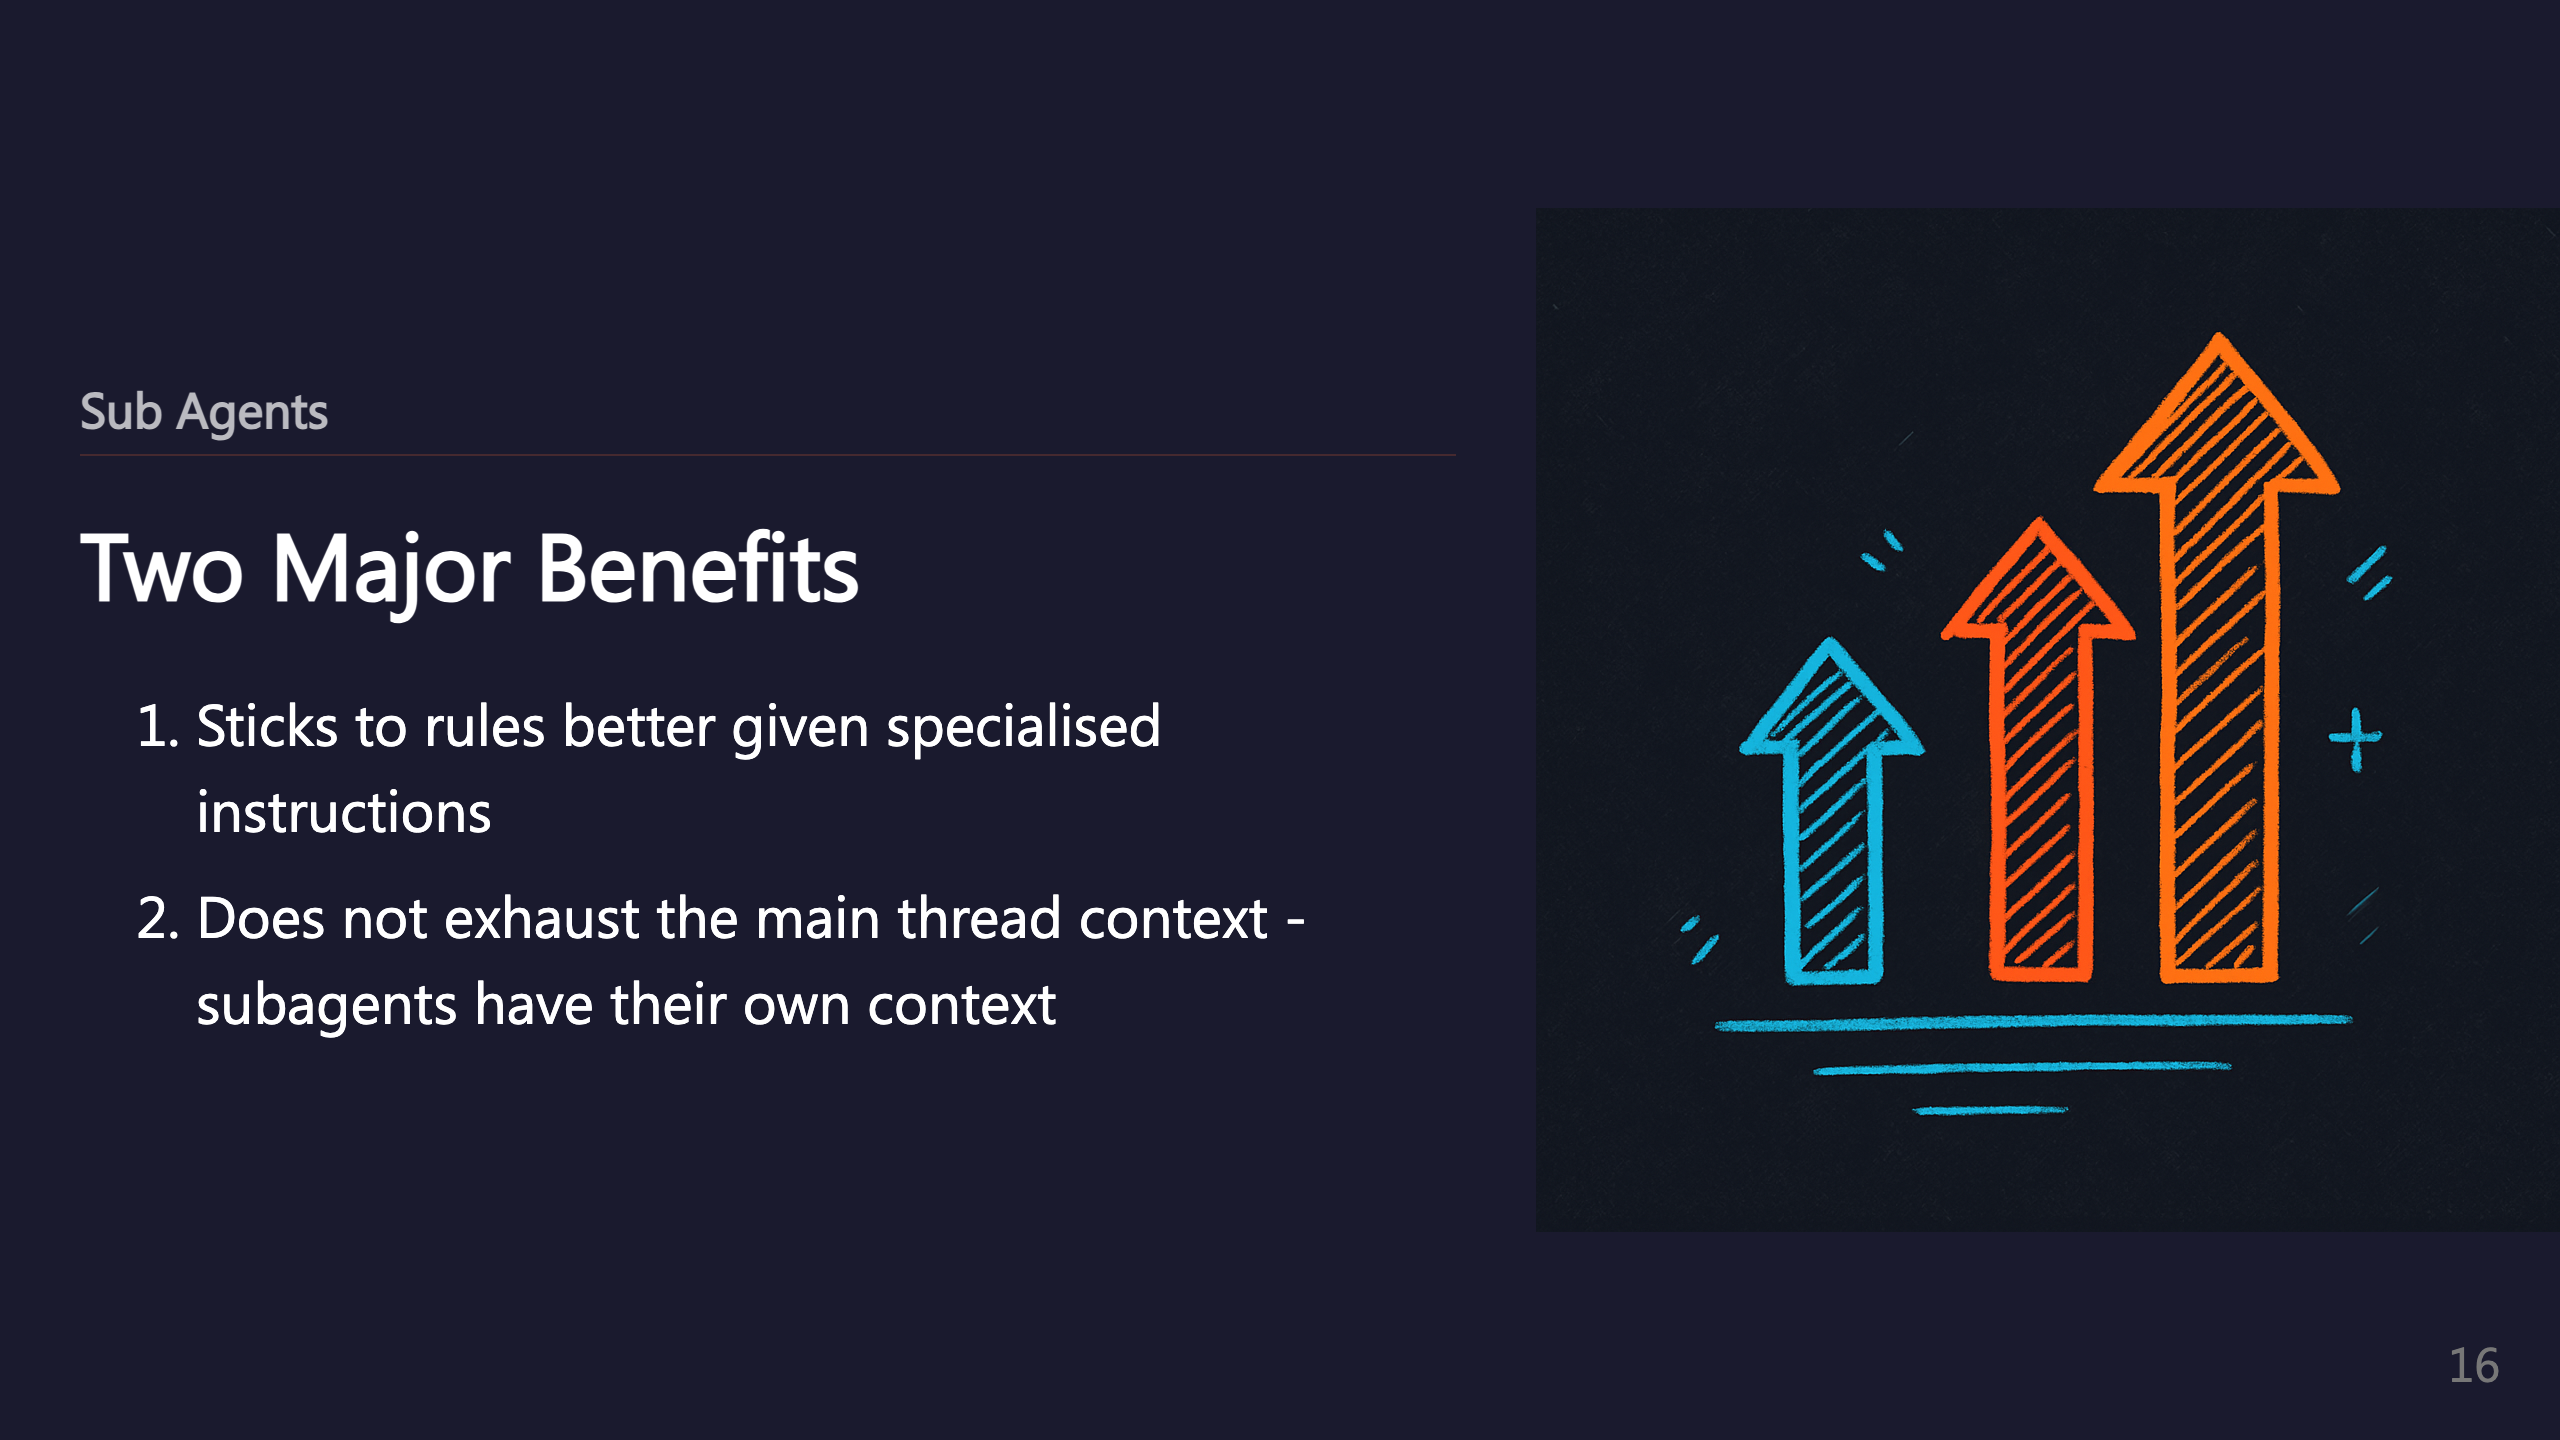 Sub Agents
Two Major Benefits
1. Sticks to rules better given specialised
instructions
2. Does not exhaust the main thread context -
subagents have their own context
16